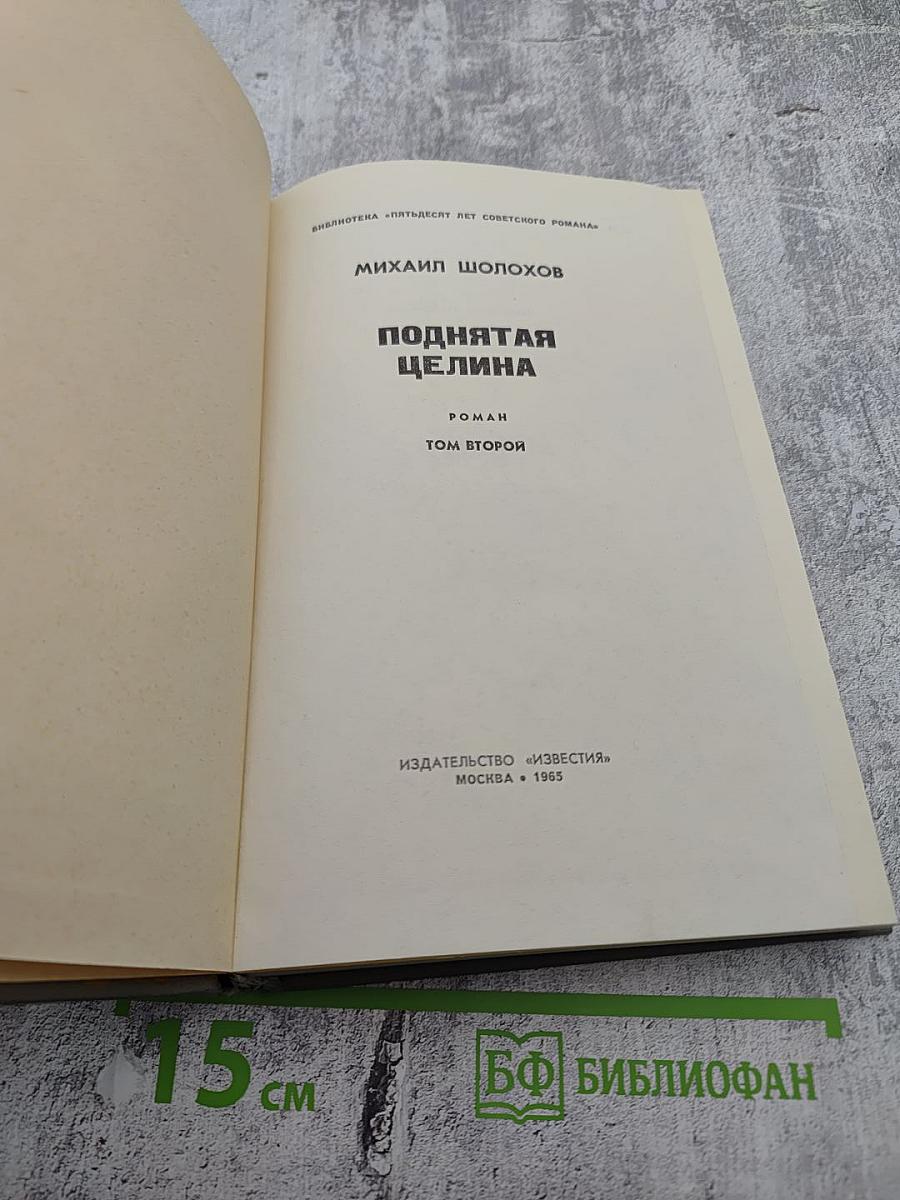 БИБЛИОТЕКА «ПЯТЬДЕСЯТ ЛЕТ СОВЕТСКОГО РОМАНА»
МИХАИЛ ШОЛОХОВ
ПОДНЯТАЯ
ЦЕЛИНА
РОМАН
ТОМ ВТОРОЙ
ИЗДАТЕЛЬСТВО «ИЗВЕСТИЯ»
МОСКВА • 1965
15 см
БФ БИБЛИОФАН